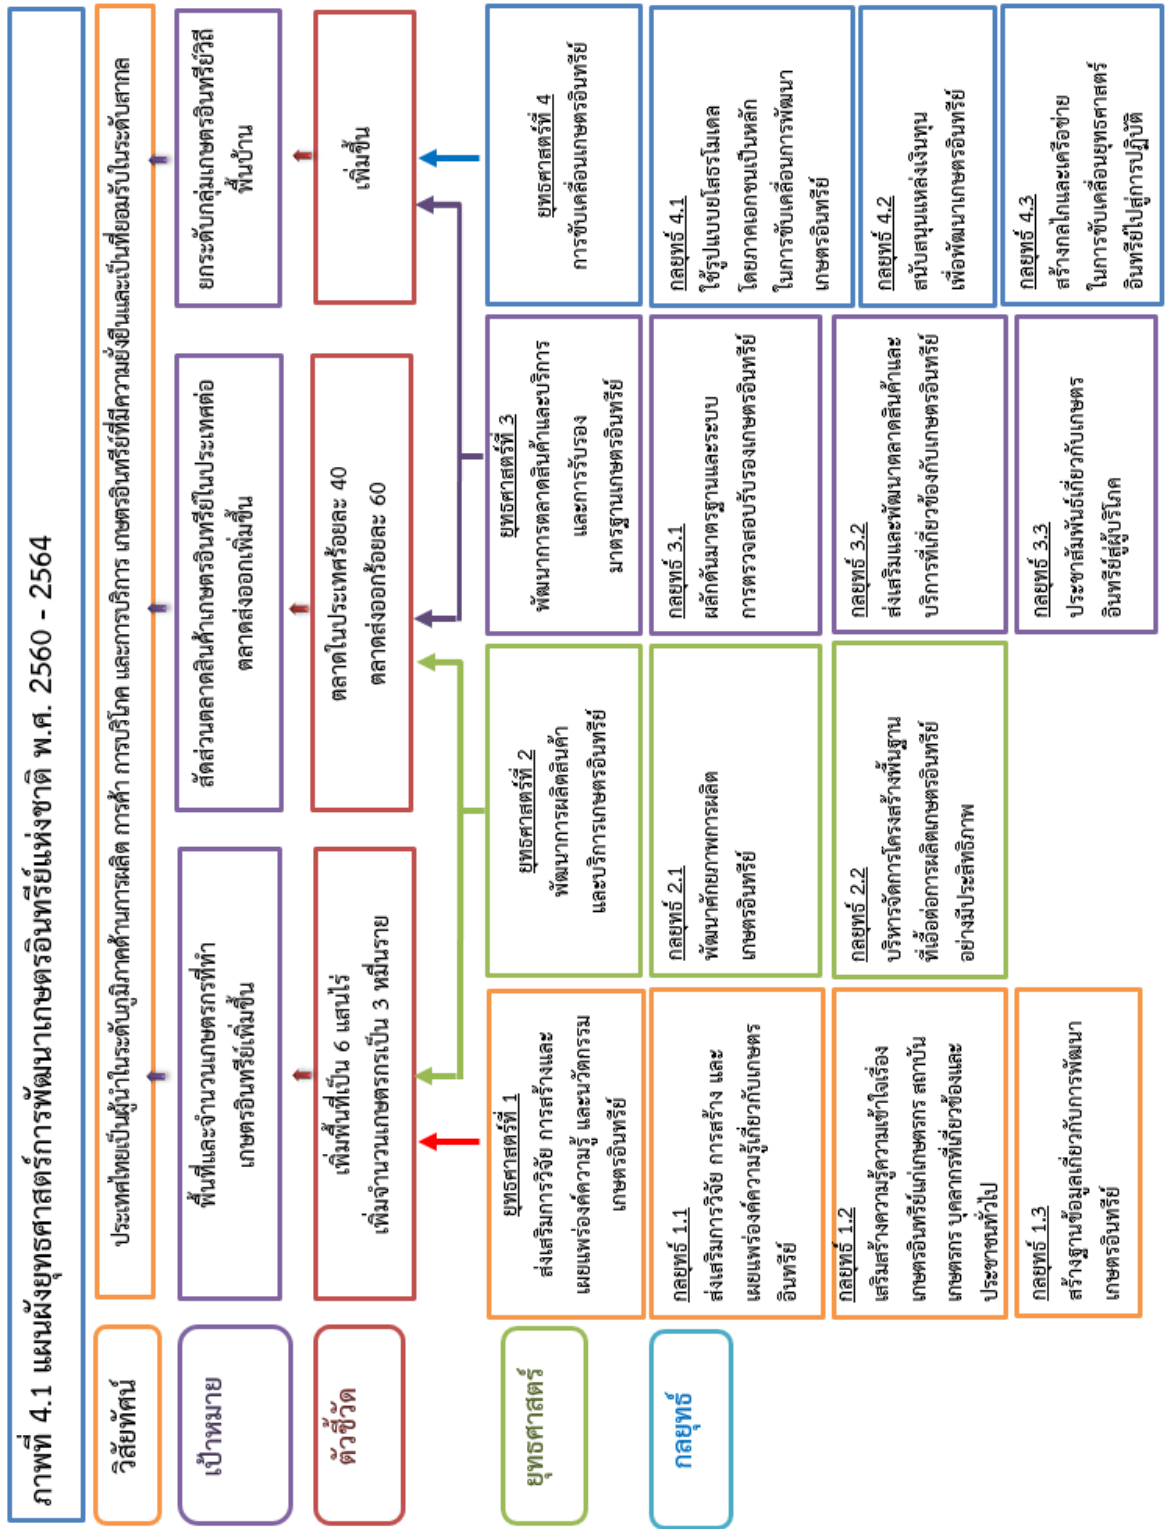 ภาพที่ 4.1 แผนผังยุทธศาสตร์การพัฒนาเกษตรอินทรีย์แห่งชาติ พ.ศ. 2560 - 2564
วิสัยทัศน์
ประเทศไทยเป็นผู้นำในระดับภูมิภาคด้านการผลิต การค้า การบริโภค และการบริการ เกษตรอินทรีย์ที่มีความยั่งยืนและเป็นที่ยอมรับในระดับสากล
เป้าหมาย
พื้นที่และจำนวนเกษตรกรที่ทำ
เกษตรอินทรีย์เพิ่มขึ้น
สัดส่วนตลาดสินค้าเกษตรอินทรีย์ในประเทศต่อ
ตลาดส่งออกเพิ่มขึ้น
ยกระดับกลุ่มเกษตรอินทรีย์วิถี
พื้นบ้าน
ตัวชี้วัด
เพิ่มพื้นที่เป็น 6 แสนไร่
เพิ่มจำนวนเกษตรกรเป็น 3 หมื่นราย
ตลาดในประเทศร้อยละ 40
ตลาดส่งออกร้อยละ 60
เพิ่มขึ้น
ยุทธศาสตร์
ยุทธศาสตร์ที่ 1
ส่งเสริมการวิจัย การสร้างและ
เผยแพร่องค์ความรู้ และนวัตกรรม
เกษตรอินทรีย์
ยุทธศาสตร์ที่ 2
พัฒนาการผลิตสินค้า
และบริการเกษตรอินทรีย์
ยุทธศาสตร์ที่ 3
พัฒนาการตลาดสินค้าและบริการ
และการรับรอง
มาตรฐานเกษตรอินทรีย์
ยุทธศาสตร์ที่ 4
การขับเคลื่อนเกษตรอินทรีย์
กลยุทธ์
กลยุทธ์ 1.1
ส่งเสริมการวิจัย การสร้าง และ
เผยแพร่องค์ความรู้เกี่ยวกับเกษตร
อินทรีย์
กลยุทธ์ 2.1
พัฒนาศักยภาพการผลิต
เกษตรอินทรีย์
กลยุทธ์ 3.1
ผลักดันมาตรฐานและระบบ
การตรวจสอบรับรองเกษตรอินทรีย์
กลยุทธ์ 4.1
ใช้รูปแบบยโสธรโมเดล
โดยภาคเอกชนเป็นหลัก
ในการขับเคลื่อนการพัฒนา
เกษตรอินทรีย์
กลยุทธ์ 1.2
เสริมสร้างความรู้ความเข้าใจเรื่อง
เกษตรอินทรีย์แก่เกษตรกร สถาบัน
เกษตรกร บุคลากรที่เกี่ยวข้องและ
ประชาชนทั่วไป
กลยุทธ์ 2.2
บริหารจัดการโครงสร้างพื้นฐาน
ที่เอื้อต่อการผลิตเกษตรอินทรีย์
อย่างมีประสิทธิภาพ
กลยุทธ์ 3.2
ส่งเสริมและพัฒนาตลาดสินค้าและ
บริการที่เกี่ยวข้องกับเกษตรอินทรีย์
กลยุทธ์ 4.2
สนับสนุนแหล่งเงินทุน
เพื่อพัฒนาเกษตรอินทรีย์
กลยุทธ์ 1.3
สร้างฐานข้อมูลเกี่ยวกับการพัฒนา
เกษตรอินทรีย์
กลยุทธ์ 3.3
ประชาสัมพันธ์เกี่ยวกับเกษตร
อินทรีย์สู่ผู้บริโภค
กลยุทธ์ 4.3
สร้างกลไกและเครือข่าย
ในการขับเคลื่อนยุทธศาสตร์
อินทรีย์ไปสู่การปฏิบัติ